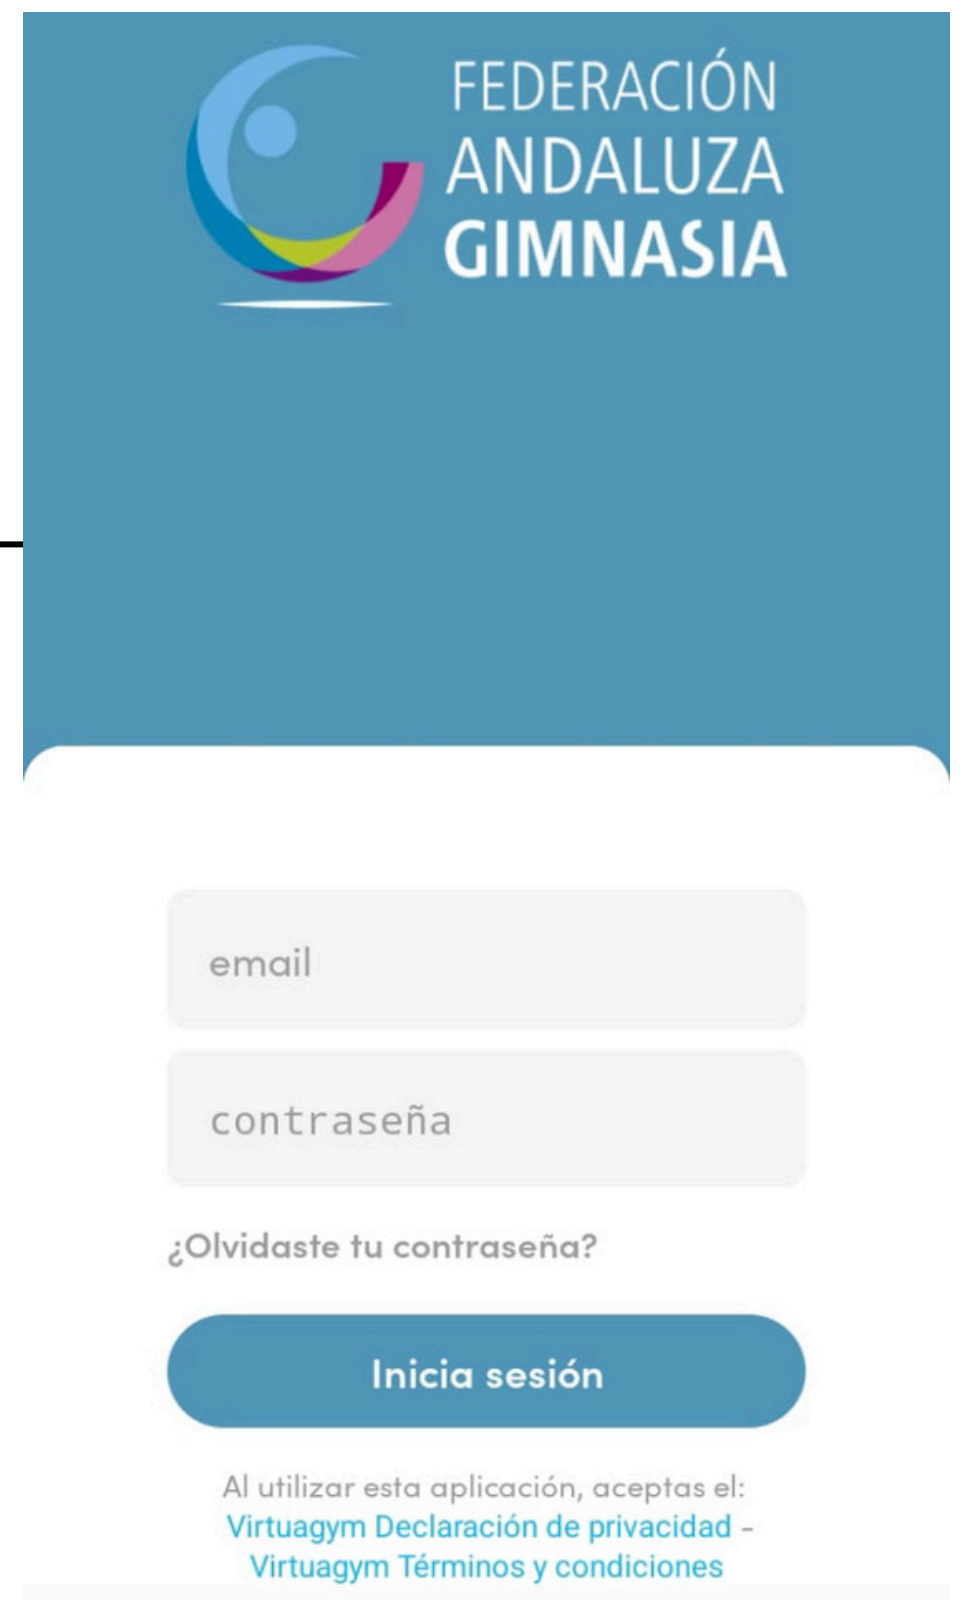 FEDERACIÓN
ANDALUZA
GIMNASIA
email
contraseña
¿Olvidaste tu contraseña?
Inicia sesión
Al utilizar esta aplicación, aceptas el:
Virtuagym Declaración de privacidad -
Virtuagym Términos y condiciones